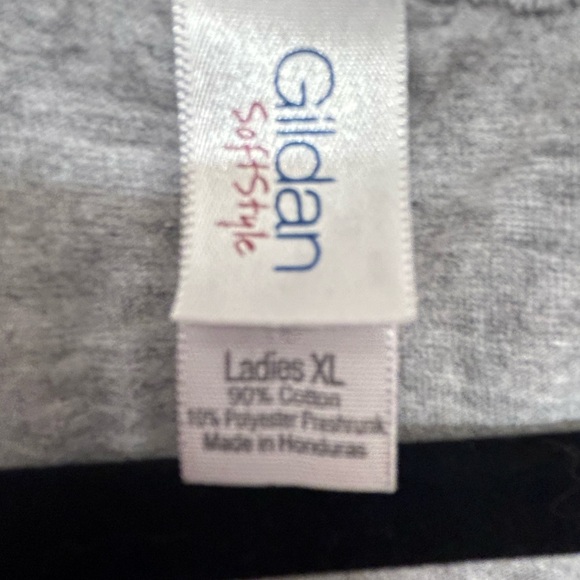 Gildan
SoftStyle
Ladies XL
90% Cotton
10% Polyester Preshrunk
Made in Honduras